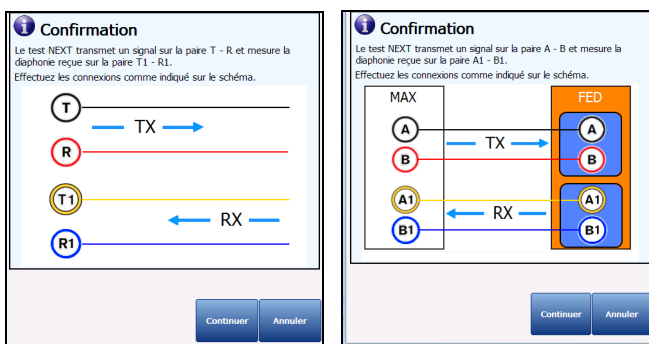 Confirmation
Le test NEXT transmet un signal sur la paire T - R et mesure la
diaphonie reçue sur la paire T1 - R1.
Effectuez les connexions comme indiqué sur le schéma.
T
TX
R
T1
RX
R1
Continuer
Annuler
Confirmation
Le test NEXT transmet un signal sur la paire A - B et mesure la
diaphonie reçue sur la paire A1 - B1.
Effectuez les connexions comme indiqué sur le schéma.
MAX
FED
A
A
TX
B
B
A1
A1
RX
B1
B1
Continuer
Annuler